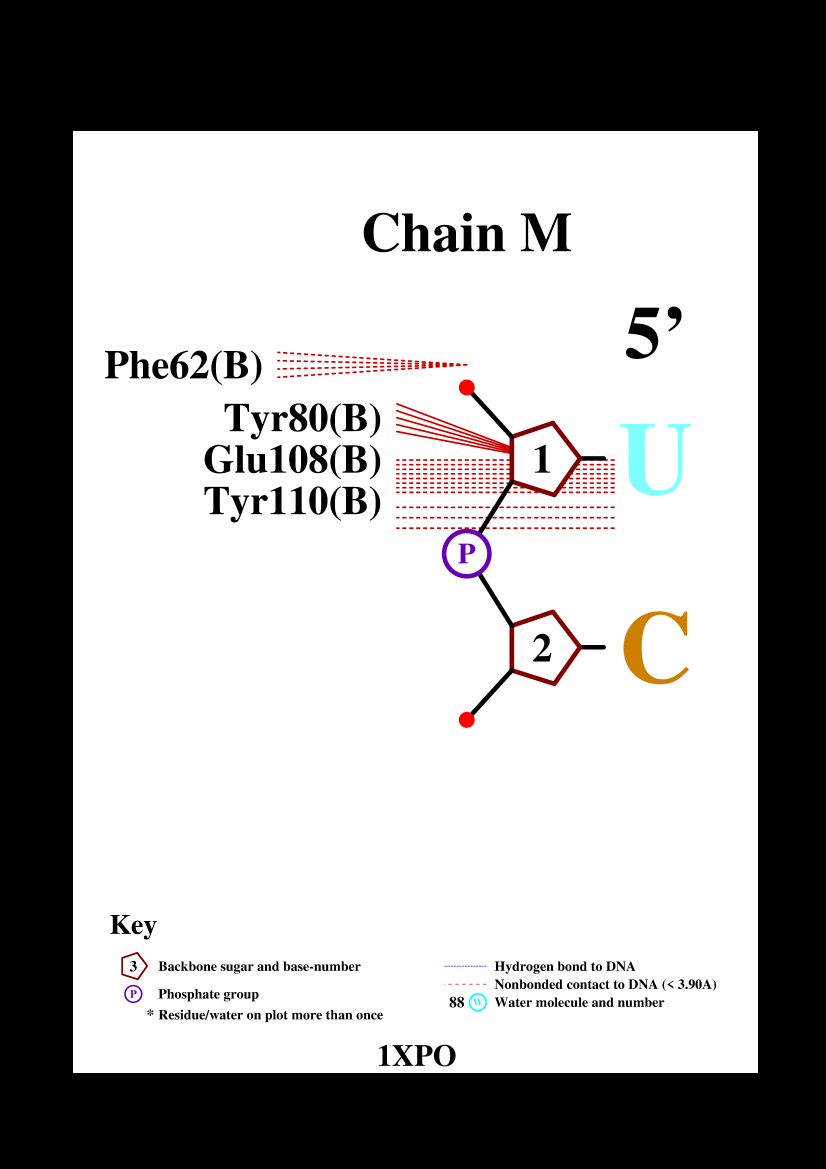 Chain M
5’
Phe62(B)
Tyr80(B)
Glu108(B)
Tyr110(B)
1
U
P
2
C
Key
3 Backbone sugar and base-number
P Phosphate group
* Residue/water on plot more than once
Hydrogen bond to DNA
Nonbonded contact to DNA (< 3.90A)
88 W Water molecule and number
1XPO